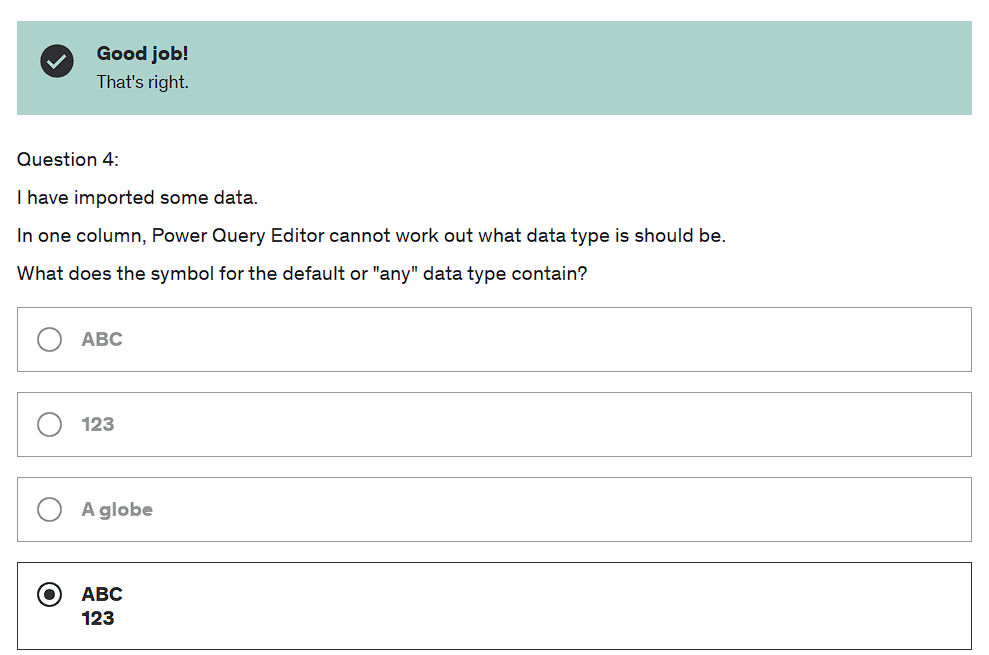 Good job!
That's right.
Question 4:
I have imported some data.
In one column, Power Query Editor cannot work out what data type is should be.
What does the symbol for the default or "any" data type contain?
ABC
123
A globe
ABC
123